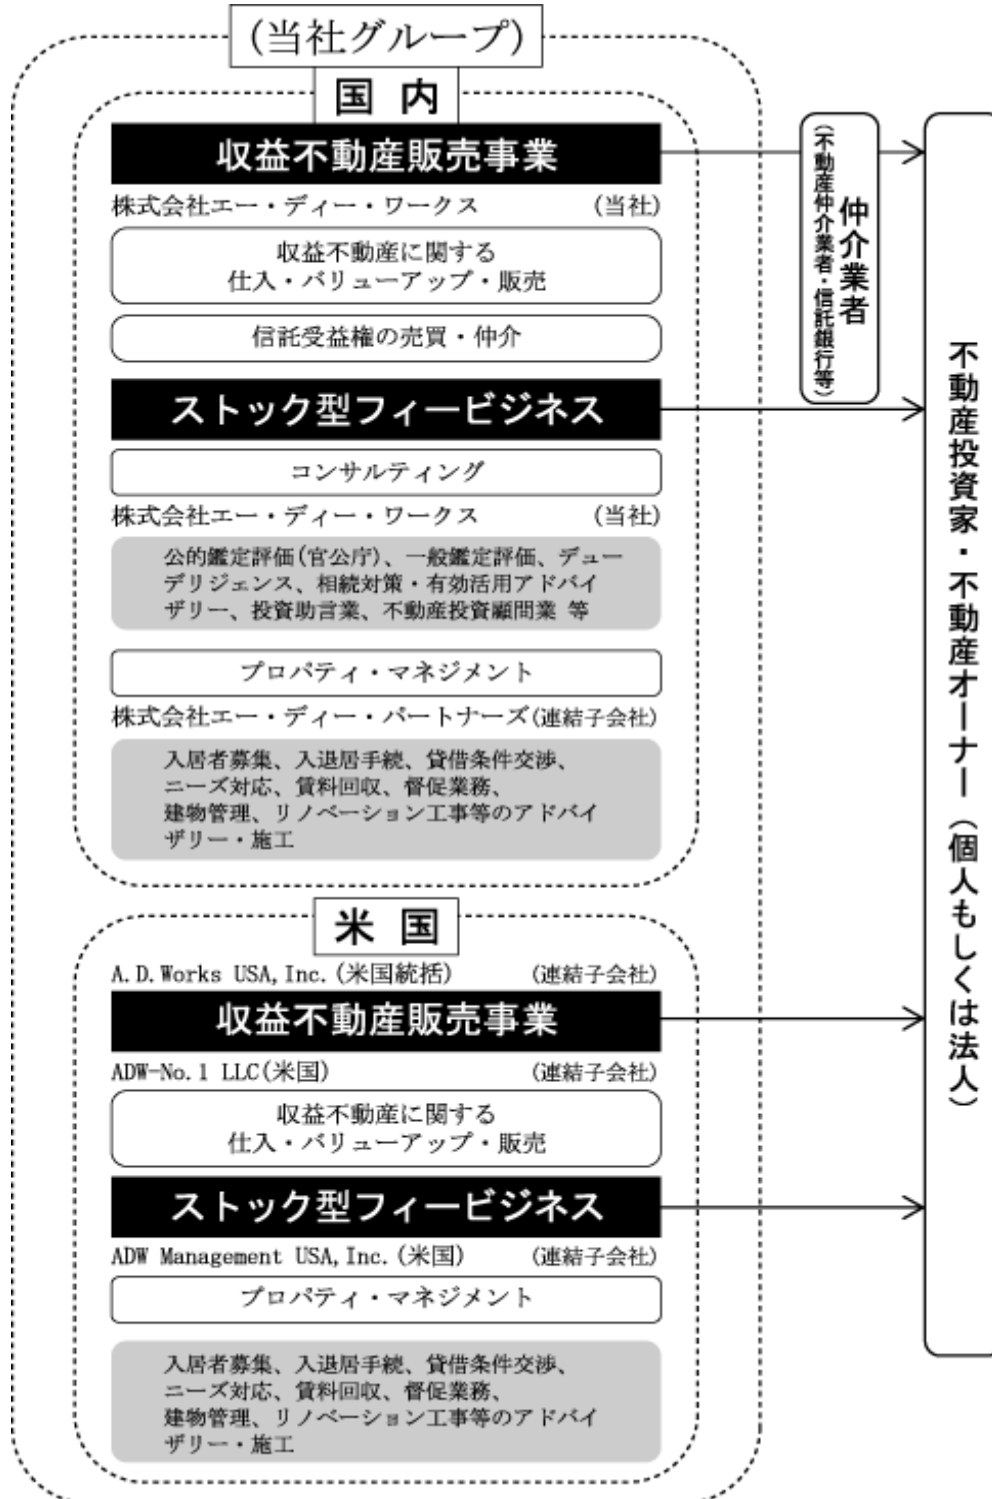 (当社グループ)
国 内
収益不動産販売事業
株式会社エー・ディー・ワークス (当社)
収益不動産に関する
仕入・バリューアップ・販売
信託受益権の売買・仲介
ストック型フィービジネス
コンサルティング
株式会社エー・ディー・ワークス (当社)
公的鑑定評価(官公庁)、一般鑑定評価、デュー
デリジェンス、相続対策・有効活用アドバイ
ザリー、投資助言業、不動産投資顧問業 等
プロパティ・マネジメント
株式会社エー・ディー・パートナーズ(連結子会社)
入居者募集、入退居手続、貸借条件交渉、
ニーズ対応、賃料回収、督促業務、
建物管理、リノベーション工事等のアドバイ
ザリー・施工
米 国
A.D.Works USA,Inc.(米国統括) (連結子会社)
収益不動産販売事業
ADW-No.1 LLC(米国) (連結子会社)
収益不動産に関する
仕入・バリューアップ・販売
ストック型フィービジネス
ADW Management USA,Inc.(米国) (連結子会社)
プロパティ・マネジメント
入居者募集、入退居手続、貸借条件交渉、
ニーズ対応、賃料回収、督促業務、
建物管理、リノベーション工事等のアドバイ
ザリー・施工
仲介業者
(不動産仲介業者・信託銀行等)
不動産投資家・不動産オーナー(個人もしくは法人)